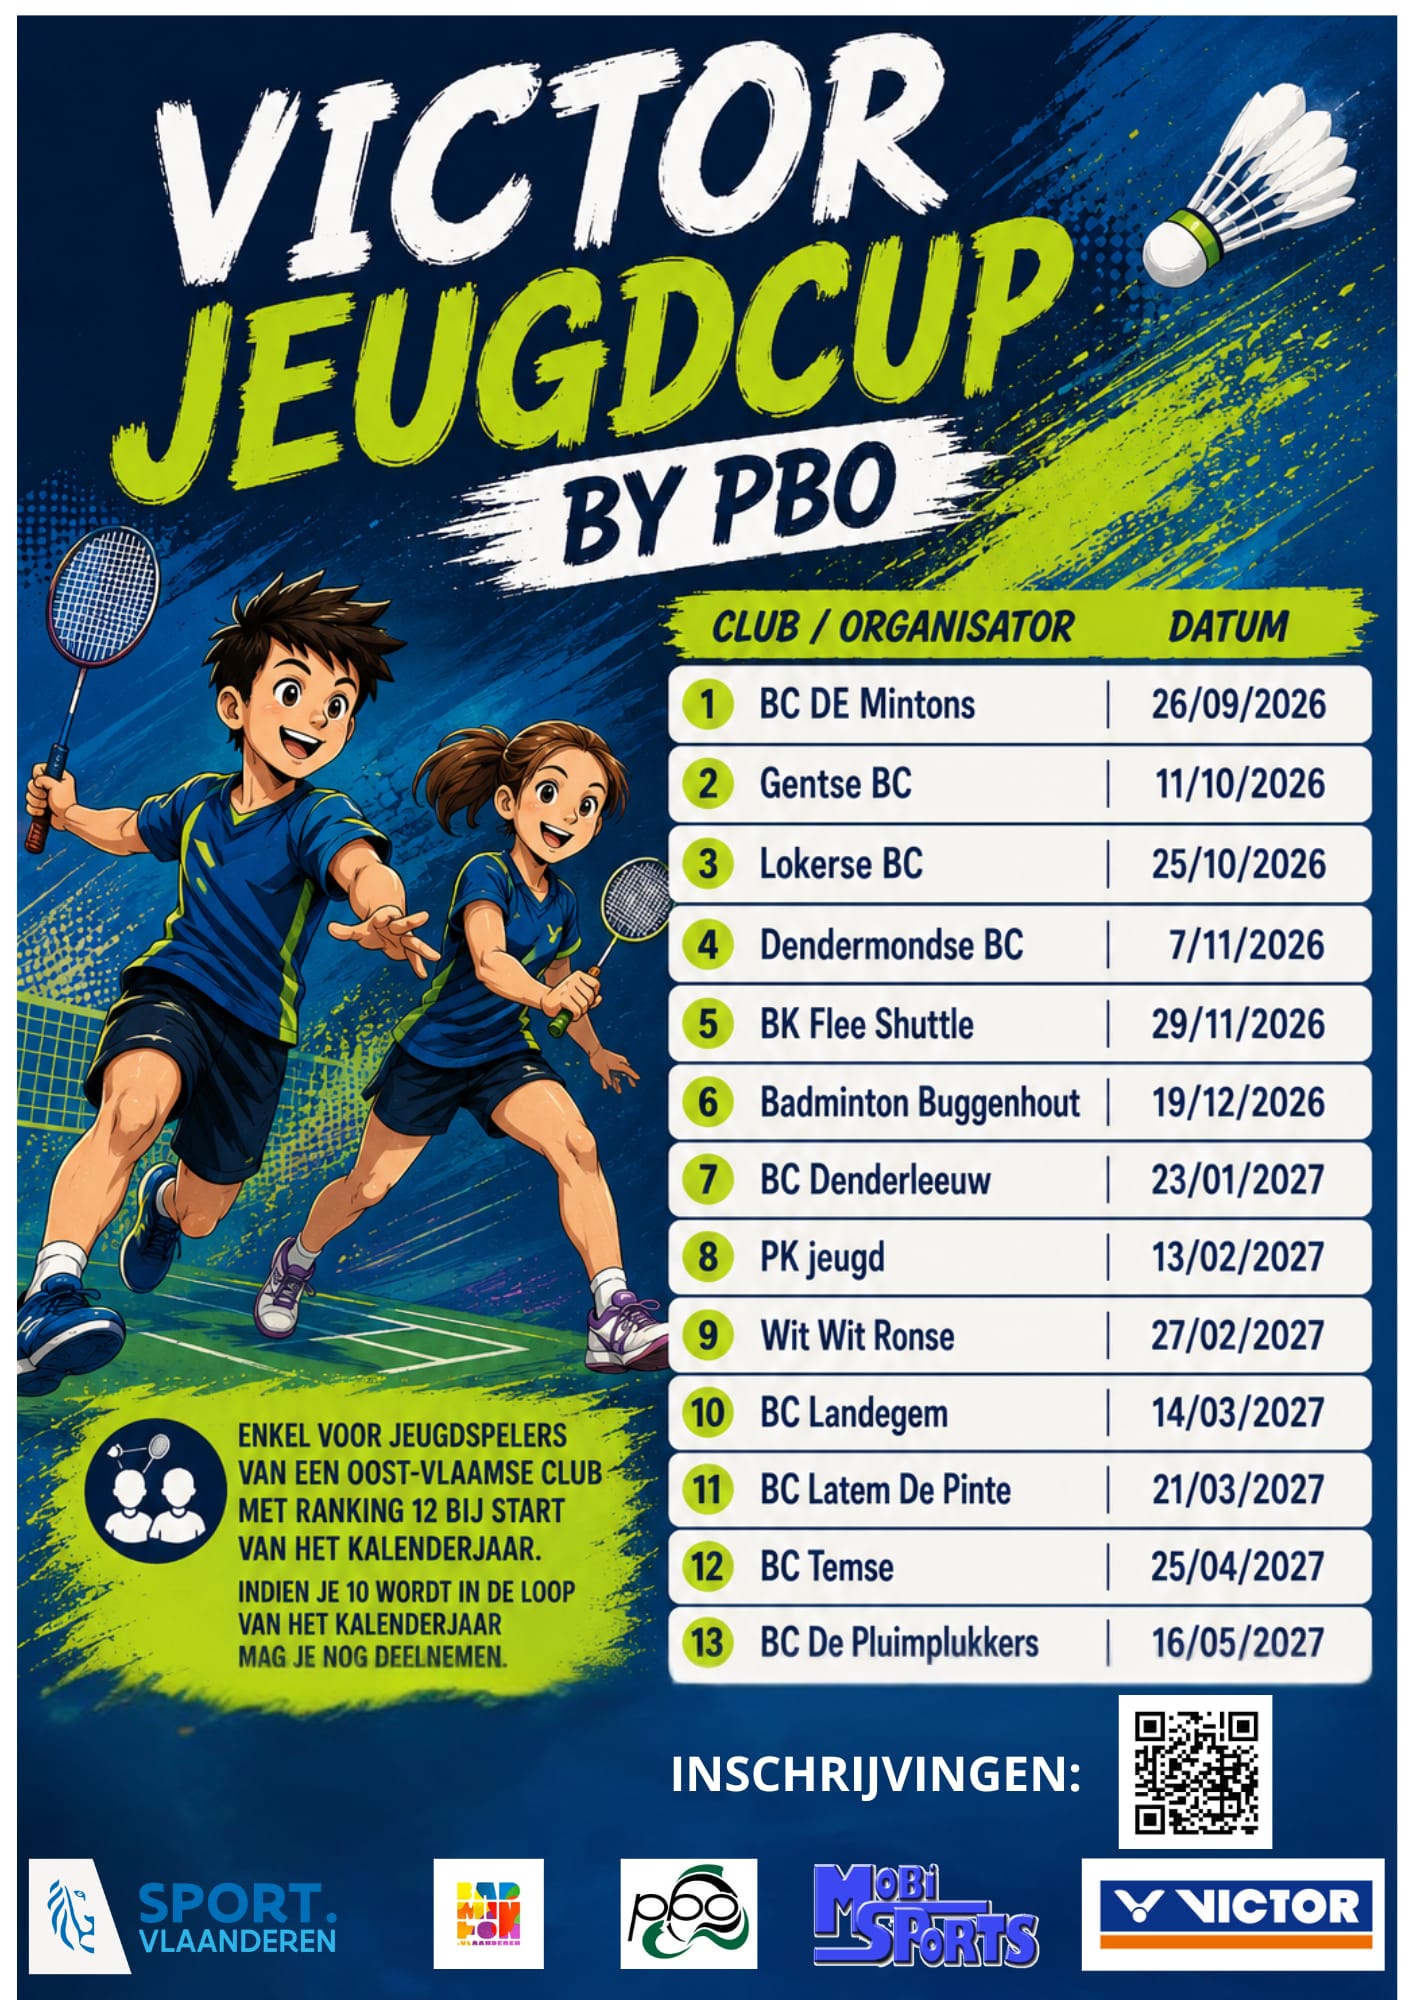 VICTOR
JEUGDCUP
BY PBO
CLUB / ORGANISATOR DATUM
1 BC DE Mintons | 26/09/2026
2 Gentse BC | 11/10/2026
3 Lokerse BC | 25/10/2026
4 Dendermondse BC | 7/11/2026
5 BK Flee Shuttle | 29/11/2026
6 Badminton Buggenhout | 19/12/2026
7 BC Denderleeuw | 23/01/2027
8 PK jeugd | 13/02/2027
9 Wit Wit Ronse | 27/02/2027
10 BC Landegem | 14/03/2027
11 BC Latem De Pinte | 21/03/2027
12 BC Temse | 25/04/2027
13 BC De Pluimplukkers | 16/05/2027
ENKEL VOOR JEUGDSPELERS
VAN EEN OOST-VLAAMSE CLUB
MET RANKING 12 BIJ START
VAN HET KALENDERJAAR.
INDIEN JE 10 WORDT IN DE LOOP
VAN HET KALENDERJAAR
MAG JE NOG DEELNEMEN.
INSCHRIJVINGEN:
SPORT.
VLAANDEREN
BAD
MIN
TON
.VLAANDEREN
pbo
MOBi
SPORTS
VICTOR